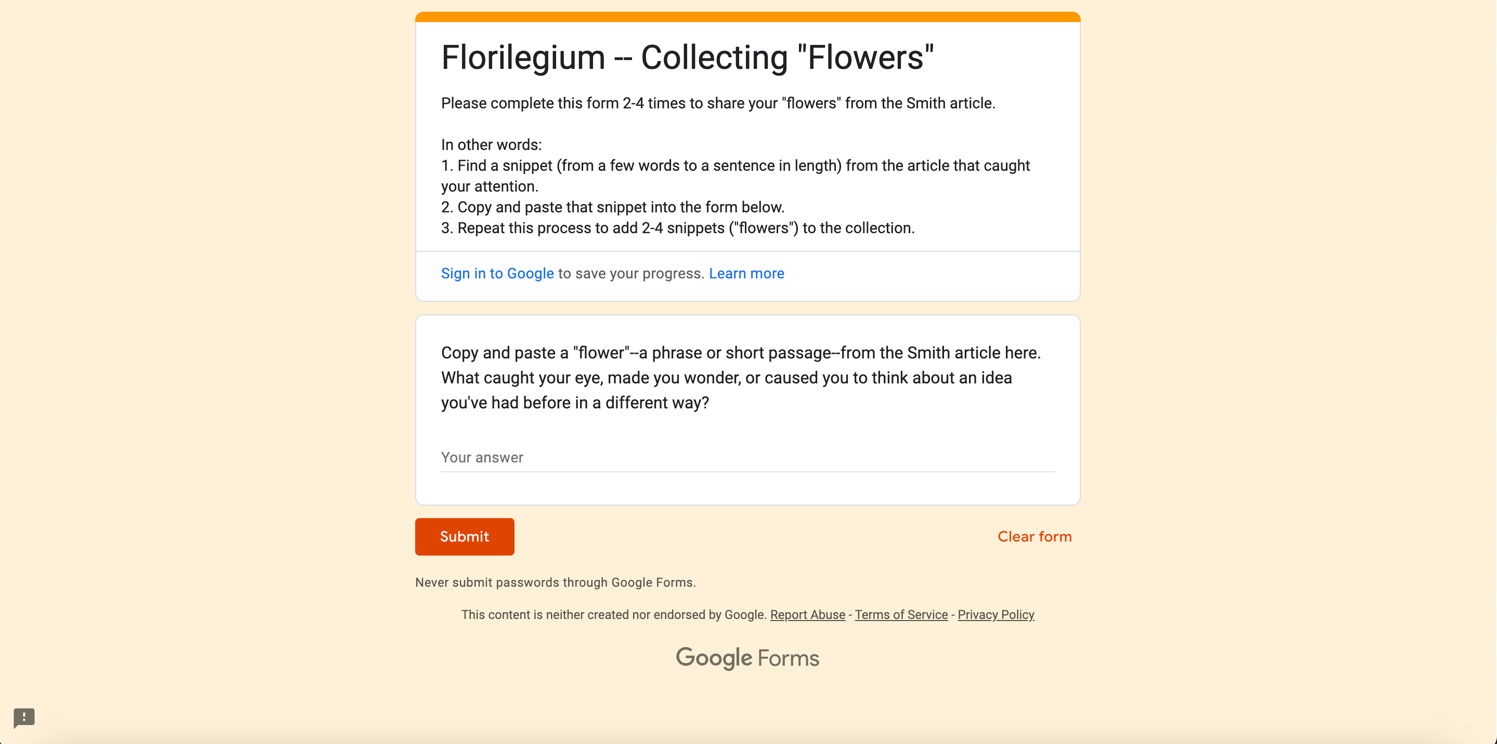 Florilegium -- Collecting "Flowers"
Please complete this form 2-4 times to share your "flowers" from the Smith article.
In other words:
1. Find a snippet (from a few words to a sentence in length) from the article that caught
your attention.
2. Copy and paste that snippet into the form below.
3. Repeat this process to add 2-4 snippets ("flowers") to the collection.
Sign in to Google to save your progress. Learn more
Copy and paste a "flower"--a phrase or short passage--from the Smith article here.
What caught your eye, made you wonder, or caused you to think about an idea
you've had before in a different way?
Your answer
Submit
Clear form
Never submit passwords through Google Forms.
This content is neither created nor endorsed by Google. Report Abuse - Terms of Service - Privacy Policy
Google Forms